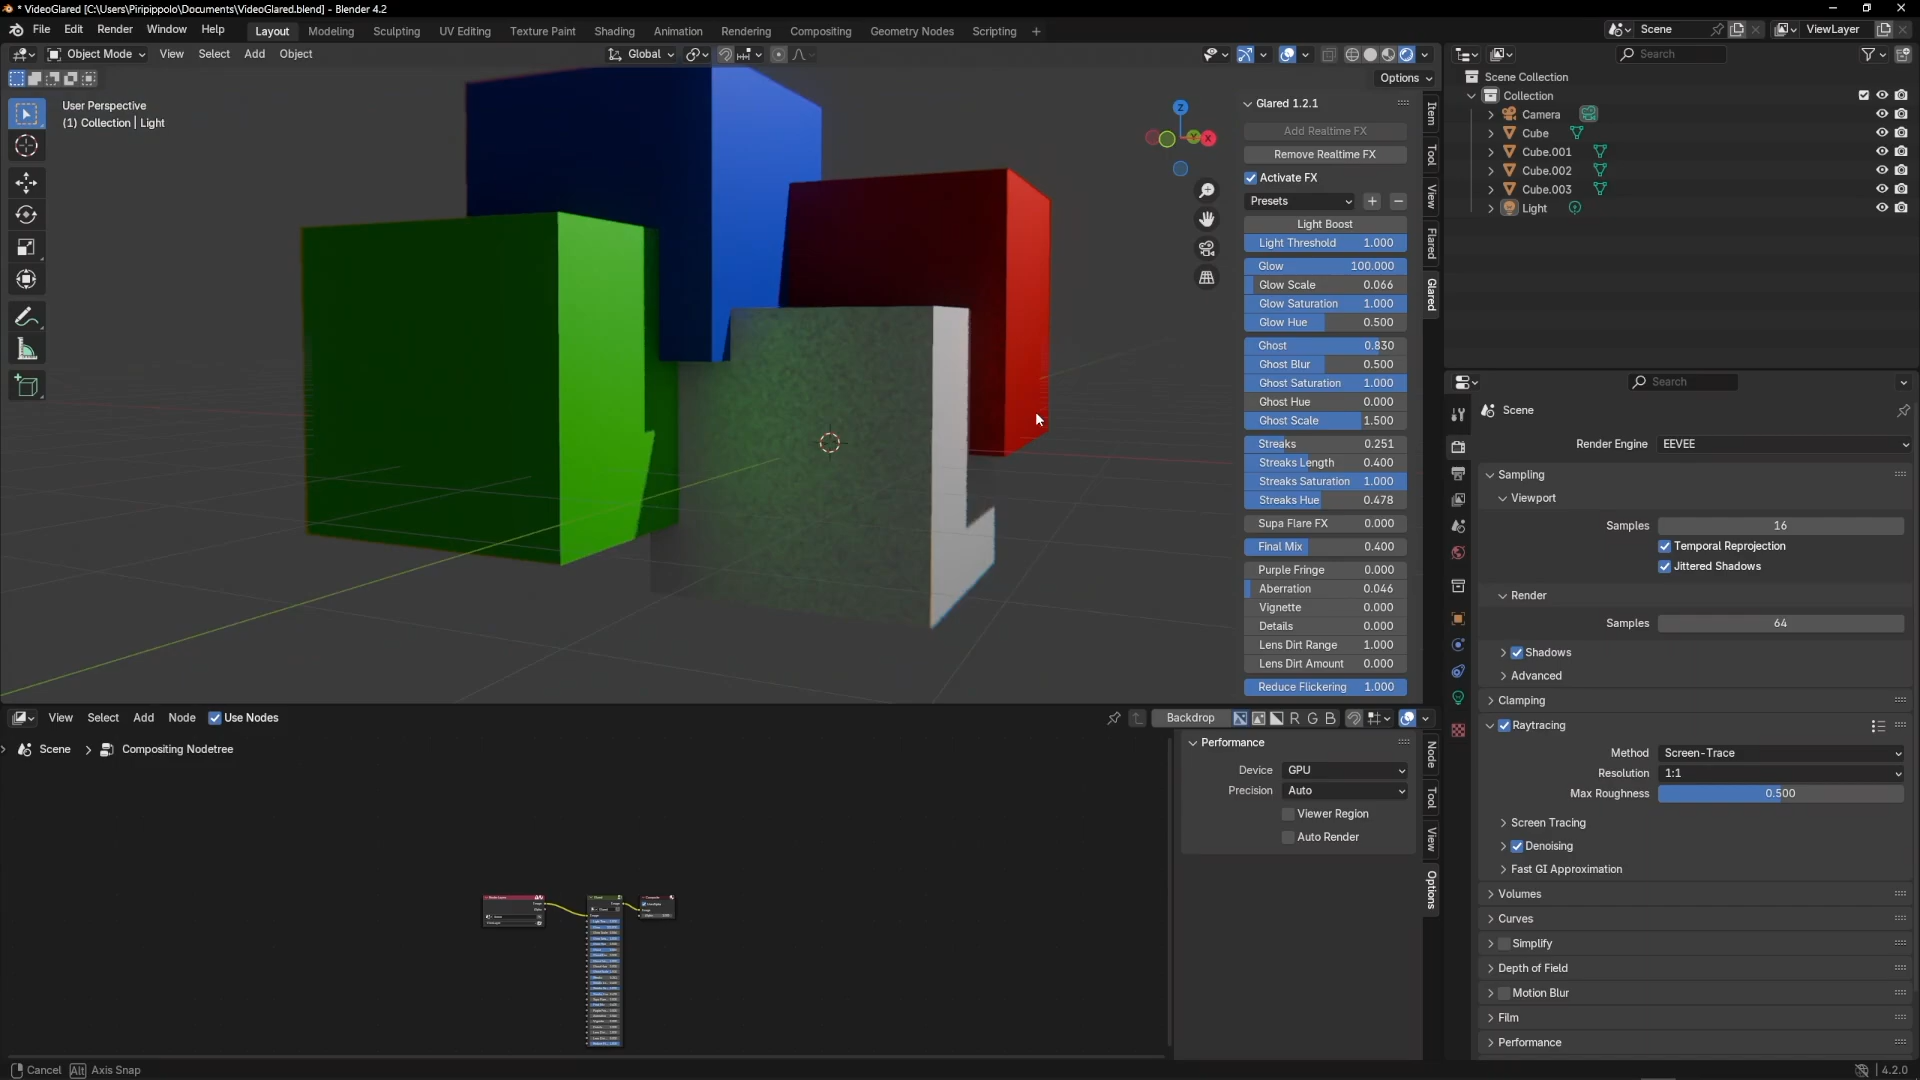 * VideoGlared [C:\Users\Piripippolo\Documents\VideoGlared.blend] - Blender 4.2
File Edit Render Window Help Layout Modeling Sculpting UV Editing Texture Paint Shading Animation Rendering Compositing Geometry Nodes Scripting + Scene ViewLayer
Object Mode View Select Add Object Global
Options
User Perspective
(1) Collection | Light
Z
Y
X
Glared 1.2.1
Add Realtime FX
Remove Realtime FX
Activate FX
Presets
Light Boost
Light Threshold 1.000
Glow 100.000
Glow Scale 0.066
Glow Saturation 1.000
Glow Hue 0.500
Ghost 0.830
Ghost Blur 0.500
Ghost Saturation 1.000
Ghost Hue 0.000
Ghost Scale 1.500
Streaks 0.251
Streaks Length 0.400
Streaks Saturation 1.000
Streaks Hue 0.478
Supa Flare FX 0.000
Final Mix 0.400
Purple Fringe 0.000
Aberration 0.046
Vignette 0.000
Details 0.000
Lens Dirt Range 1.000
Lens Dirt Amount 0.000
Reduce Flickering 1.000
Item
Tool
View
Flared
Glared
Search
Scene Collection
Collection
Camera
Cube
Cube.001
Cube.002
Cube.003
Light
Search
Scene
Render Engine EEVEE
Sampling
Viewport
Samples 16
Temporal Reprojection
Jittered Shadows
Render
Samples 64
Shadows
Advanced
Clamping
Raytracing
Method Screen-Trace
Resolution 1:1
Max Roughness 0.500
Screen Tracing
Denoising
Fast GI Approximation
Volumes
Curves
Simplify
Depth of Field
Motion Blur
Film
Performance
View Select Add Node Use Nodes Backdrop R G B
Scene > Compositing Nodetree
Performance
Device GPU
Precision Auto
Viewer Region
Auto Render
Node
Tool
View
Options
Cancel Alt Axis Snap 4.2.0